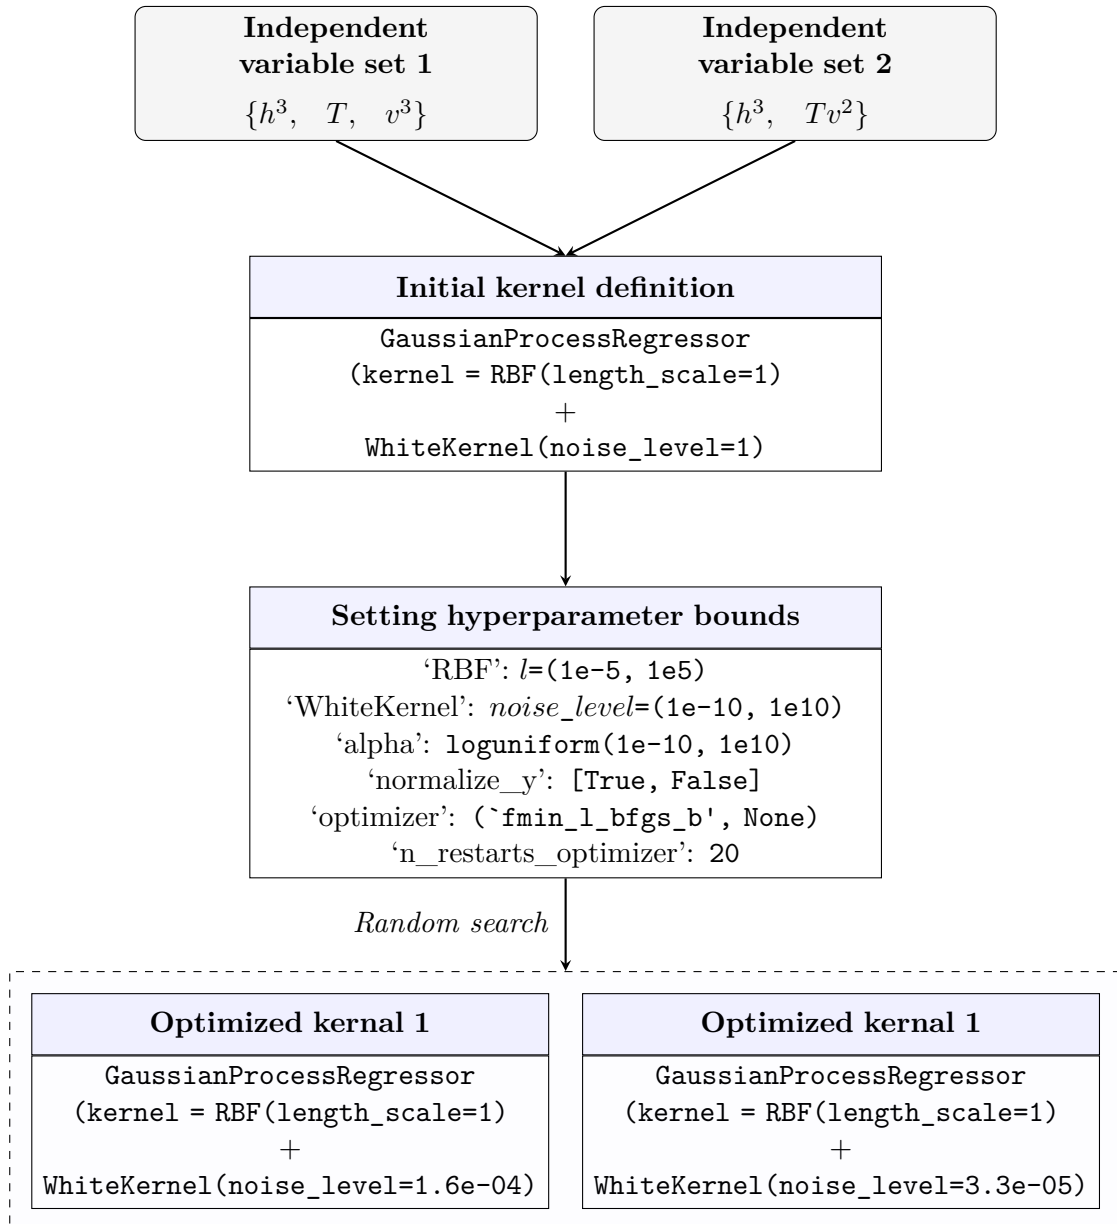 Independent
variable set 1
{h³, T, v³}
Independent
variable set 2
{h³, Tv²}
Initial kernel definition
GaussianProcessRegressor
(kernel = RBF(length_scale=1)
+
WhiteKernel(noise_level=1)
Setting hyperparameter bounds
‘RBF’: l=(1e-5, 1e5)
‘WhiteKernel’: noise_level=(1e-10, 1e10)
‘alpha’: loguniform(1e-10, 1e10)
‘normalize_y’: [True, False]
‘optimizer’: (`fmin_l_bfgs_b', None)
‘n_restarts_optimizer’: 20
Random search
Optimized kernal 1
GaussianProcessRegressor
(kernel = RBF(length_scale=1)
+
WhiteKernel(noise_level=1.6e-04)
Optimized kernal 1
GaussianProcessRegressor
(kernel = RBF(length_scale=1)
+
WhiteKernel(noise_level=3.3e-05)